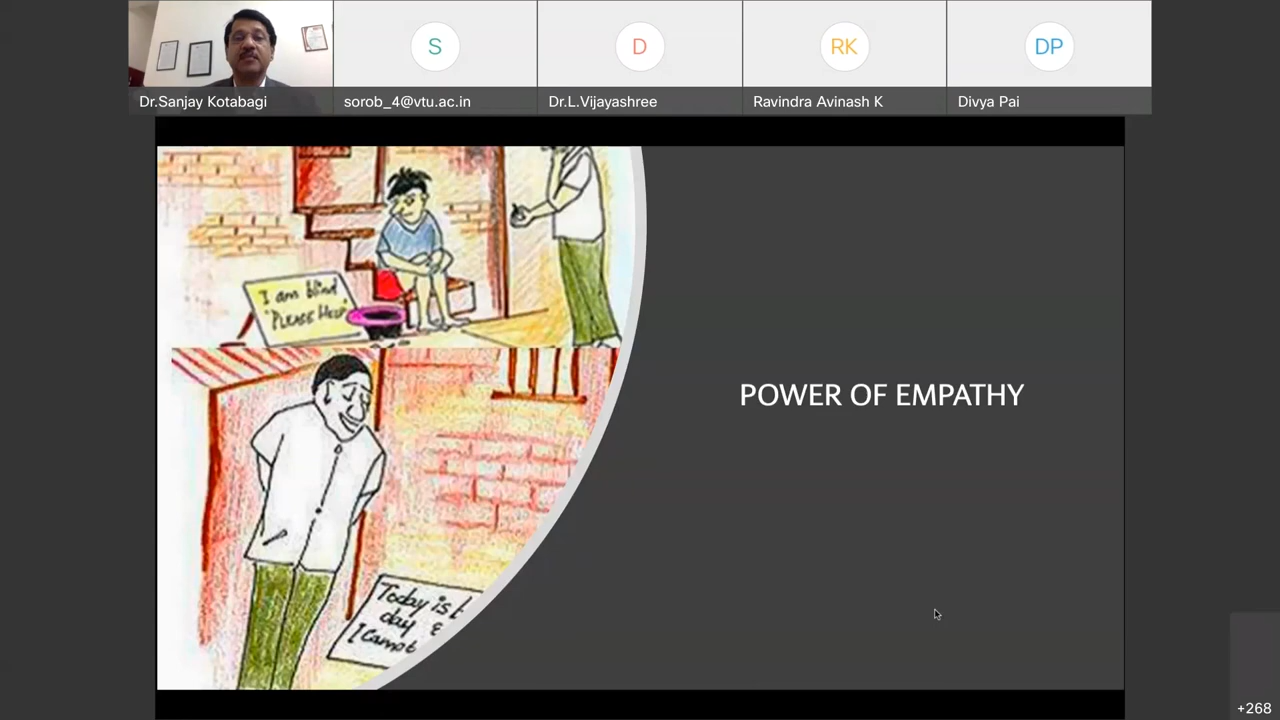 S
D
RK
DP
Dr.Sanjay Kotabagi
sorob_4@vtu.ac.in
Dr.L.Vijayashree
Ravindra Avinash K
Divya Pai
I am blind
"PLEASE HELP"
POWER OF EMPATHY
Today is
day &
I Cannot
+268